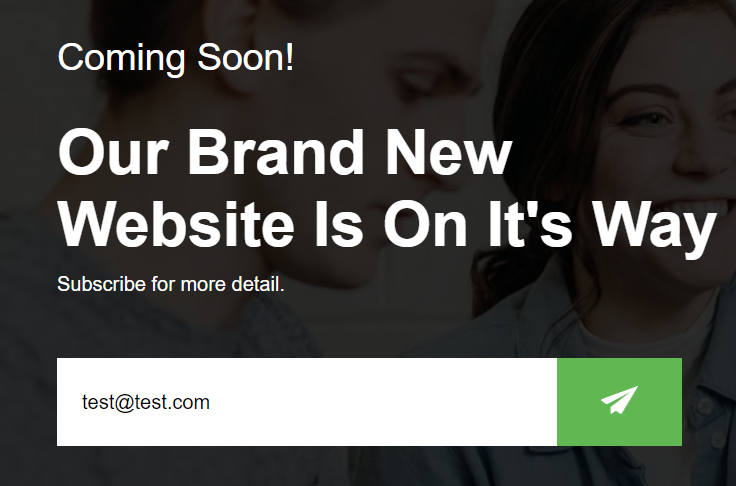 Coming Soon!
Our Brand New
Website Is On It's Way
Subscribe for more detail.
test@test.com